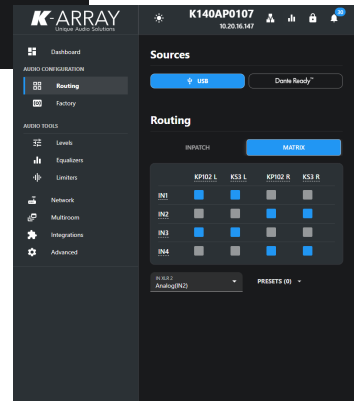 K-ARRAY
Unique Audio Solutions
K140AP0107
10.20.16.147
30
Dashboard
AUDIO CONFIGURATION
Routing
Factory
AUDIO TOOLS
Levels
Equalizers
Limiters
Network
Multiroom
Integrations
Advanced
Sources
USB
Dante Ready™
Routing
INPATCH
MATRIX
KP102 L KS3 L KP102 R KS3 R
IN1
IN2
IN3
IN4
IN XLR 2
Analog(IN2)
PRESETS (0)